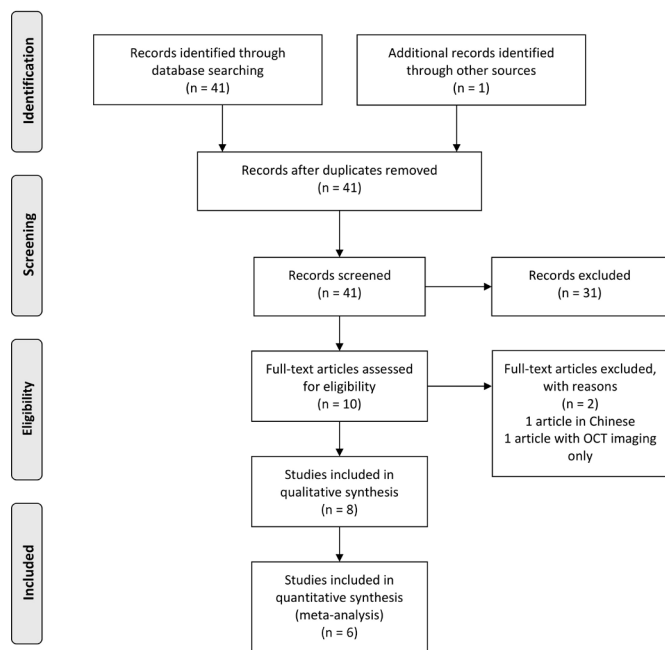 Identification
Records identified through
database searching
(n = 41)
Additional records identified
through other sources
(n = 1)
Records after duplicates removed
(n = 41)
Screening
Records screened
(n = 41)
Records excluded
(n = 31)
Eligibility
Full-text articles assessed
for eligibility
(n = 10)
Full-text articles excluded,
with reasons
(n = 2)
1 article in Chinese
1 article with OCT imaging
only
Studies included in
qualitative synthesis
(n = 8)
Included
Studies included in
quantitative synthesis
(meta-analysis)
(n = 6)